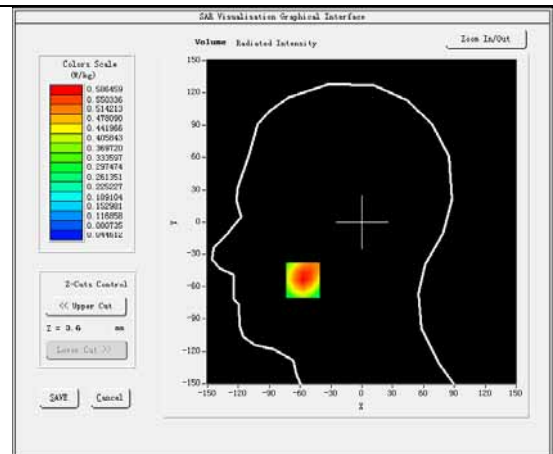 SAR Visualisation Graphical Interface
Volume Radiated Intensity
Zoom In/Out
Colors Scale
(W/kg)
0.586459
0.550336
0.514213
0.478090
0.441966
0.405843
0.369720
0.333597
0.297474
0.261351
0.225227
0.189104
0.152981
0.116858
0.080735
0.044612
Z-Cuts Control
<< Upper Cut
Z = 3.6 mm
Lower Cut >>
SAVE
Cancel
150
120
90
60
30
0
-30
-60
-90
-120
-150
Y
-150 -120 -90 -60 -30 0 30 60 90 120 150
X